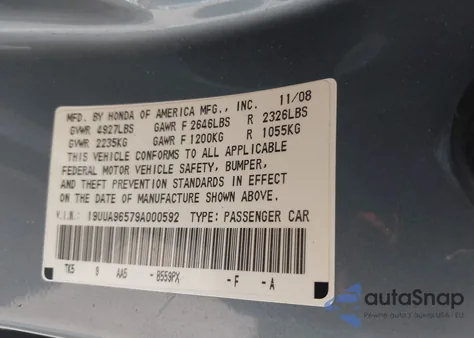 MFD. BY HONDA OF AMERICA MFG., INC. 11/08
GVWR 4927LBS GAWR F 2646LBS R 2326LBS
GVWR 2235KG GAWR F 1200KG R 1055KG
THIS VEHICLE CONFORMS TO ALL APPLICABLE
FEDERAL MOTOR VEHICLE SAFETY, BUMPER,
AND THEFT PREVENTION STANDARDS IN EFFECT
ON THE DATE OF MANUFACTURE SHOWN ABOVE.
V.I.N.: 19UUA96579A000592 TYPE: PASSENGER CAR
TK5 9 AA5 - B559PX -F -A
autoSnap